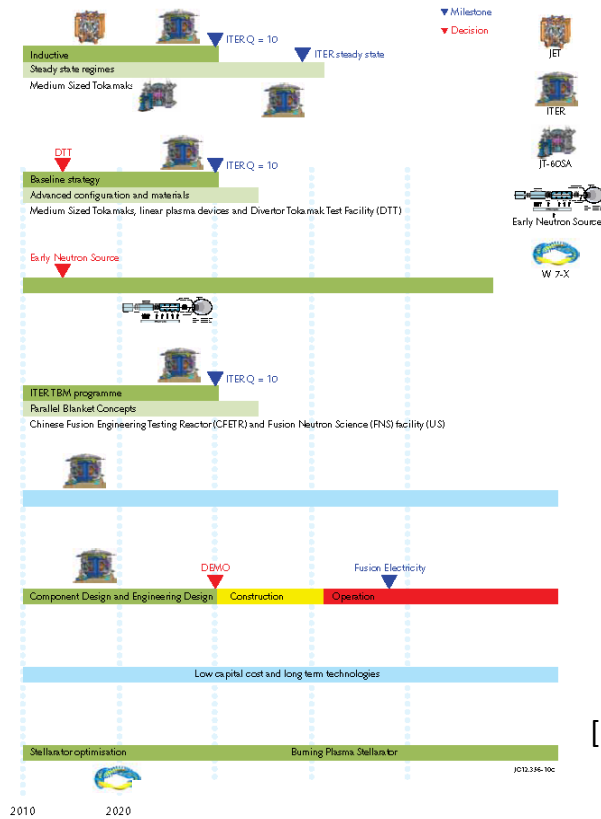 Milestone
Decision
JET
ITER
JT-60SA
Early Neutron Source
W 7-X
ITER Q = 10
ITER steady state
Inductive
Steady state regimes
Medium Sized Tokamaks
DTT
ITER Q = 10
Baseline strategy
Advanced configuration and materials
Medium Sized Tokamaks, linear plasma devices and Divertor Tokamak Test Facility (DTT)
Early Neutron Source
ITER Q = 10
ITER TBM programme
Parallel Blanket Concepts
Chinese Fusion Engineering Testing Reactor (CFETR) and Fusion Neutron Science (FNS) facility (US)
DEMO
Fusion Electricity
Component Design and Engineering Design
Construction
Operation
Low capital cost and long term technologies
[
Stellarator optimisation
Burning Plasma Stellarator
JG12.356-10c
2010
2020